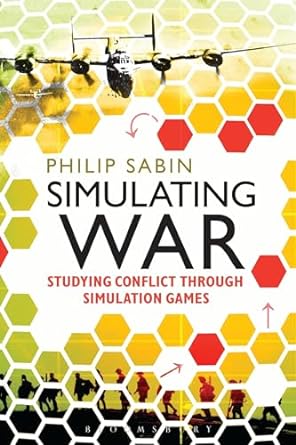 PHILIP SABIN
SIMULATING
WAR
STUDYING CONFLICT THROUGH
SIMULATION GAMES
BLOOMSBURY